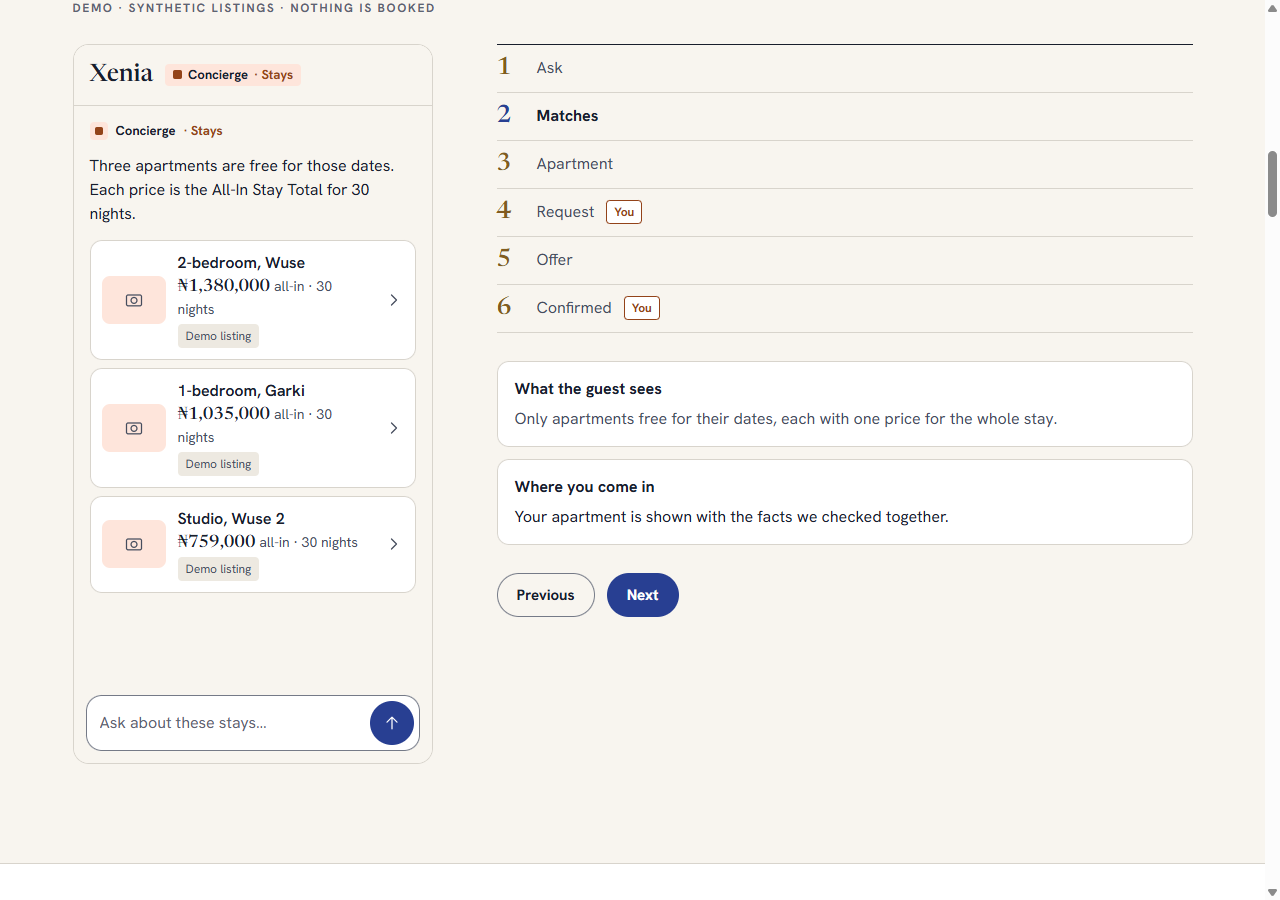 DEMO · SYNTHETIC LISTINGS · NOTHING IS BOOKED
Xenia
Concierge · Stays
Concierge · Stays
Three apartments are free for those dates.
Each price is the All-In Stay Total for 30
nights.
2-bedroom, Wuse
₦1,380,000 all-in · 30
nights
Demo listing
1-bedroom, Garki
₦1,035,000 all-in · 30
nights
Demo listing
Studio, Wuse 2
₦759,000 all-in · 30 nights
Demo listing
Ask about these stays…
1 Ask
2 Matches
3 Apartment
4 Request You
5 Offer
6 Confirmed You
What the guest sees
Only apartments free for their dates, each with one price for the whole stay.
Where you come in
Your apartment is shown with the facts we checked together.
Previous
Next